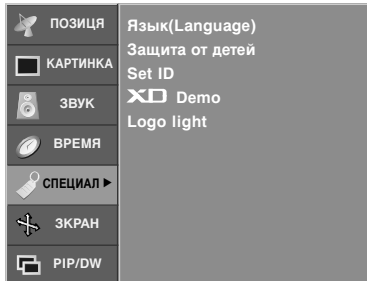 ПОЗИЦЯ
КАРТИНКА
ЗВУК
ВРЕМЯ
СПЕЦИАЛ ►
ЗКРАН
PIP/DW
Язык(Language)
Защита от детей
Set ID
XD Demo
Logo light